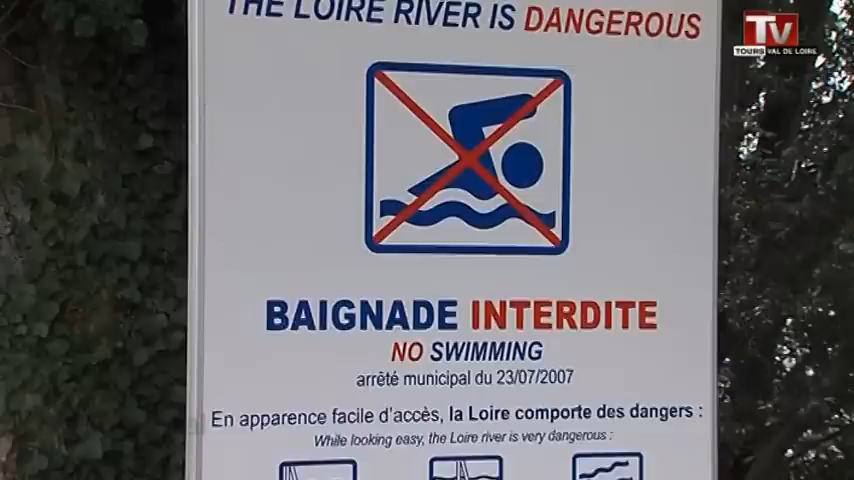 THE LOIRE RIVER IS DANGEROUS
TV
TOURS VAL DE LOIRE
BAIGNADE INTERDITE
NO SWIMMING
arrêté municipal du 23/07/2007
En apparence facile d'accès, la Loire comporte des dangers :
While looking easy, the Loire river is very dangerous :